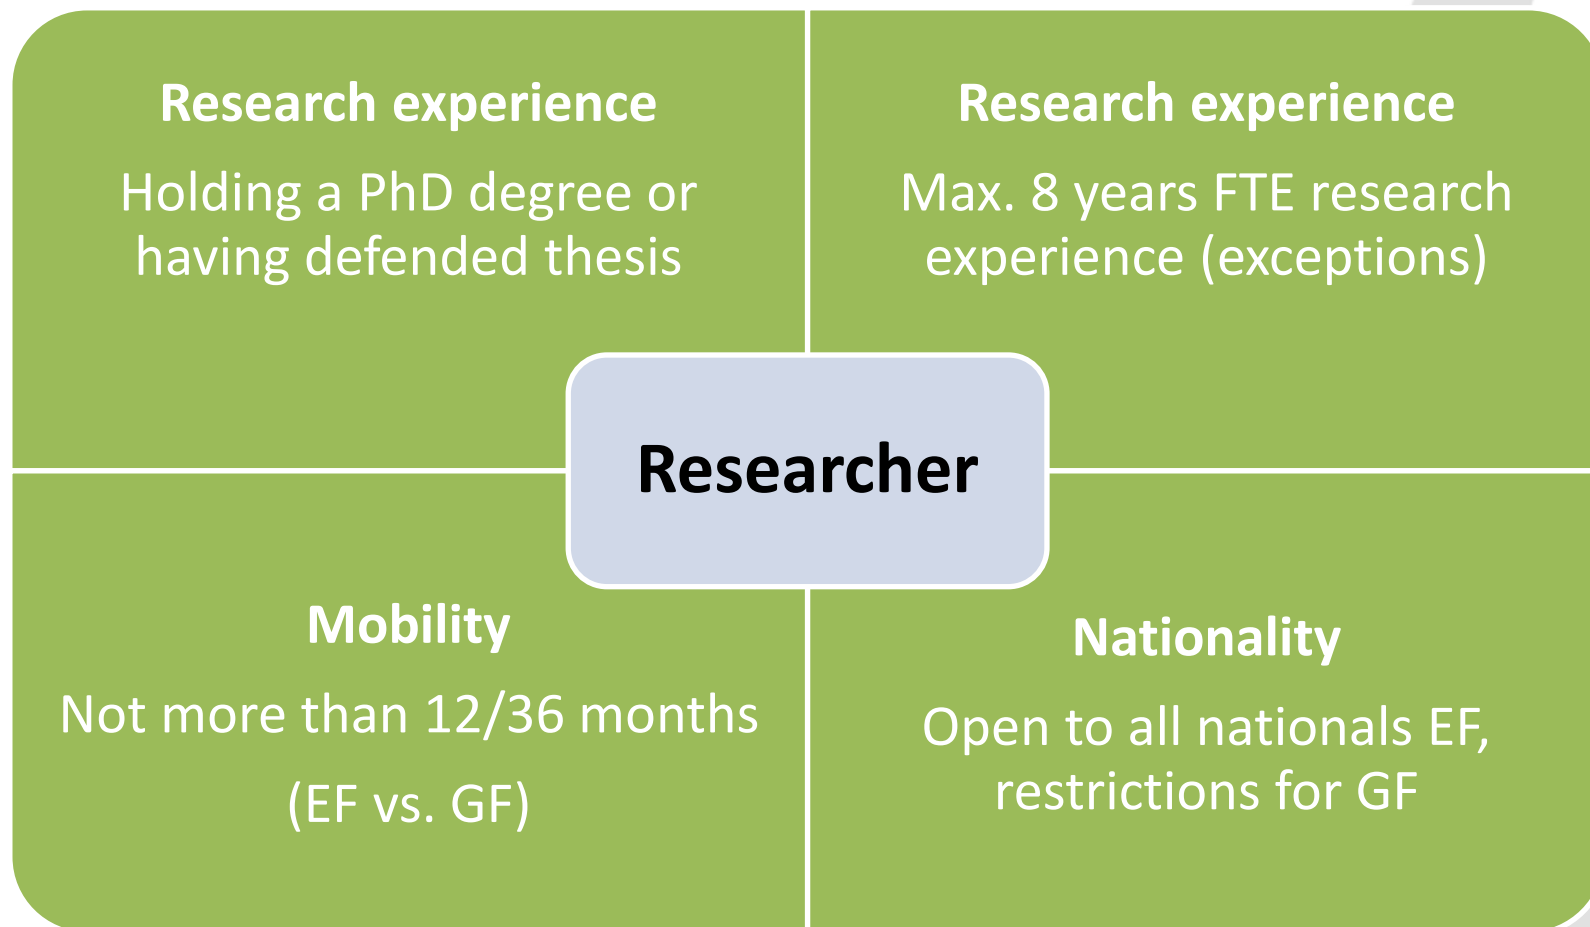 Research experience
Holding a PhD degree or
having defended thesis
Research experience
Max. 8 years FTE research
experience (exceptions)
Researcher
Mobility
Not more than 12/36 months
(EF vs. GF)
Nationality
Open to all nationals EF,
restrictions for GF